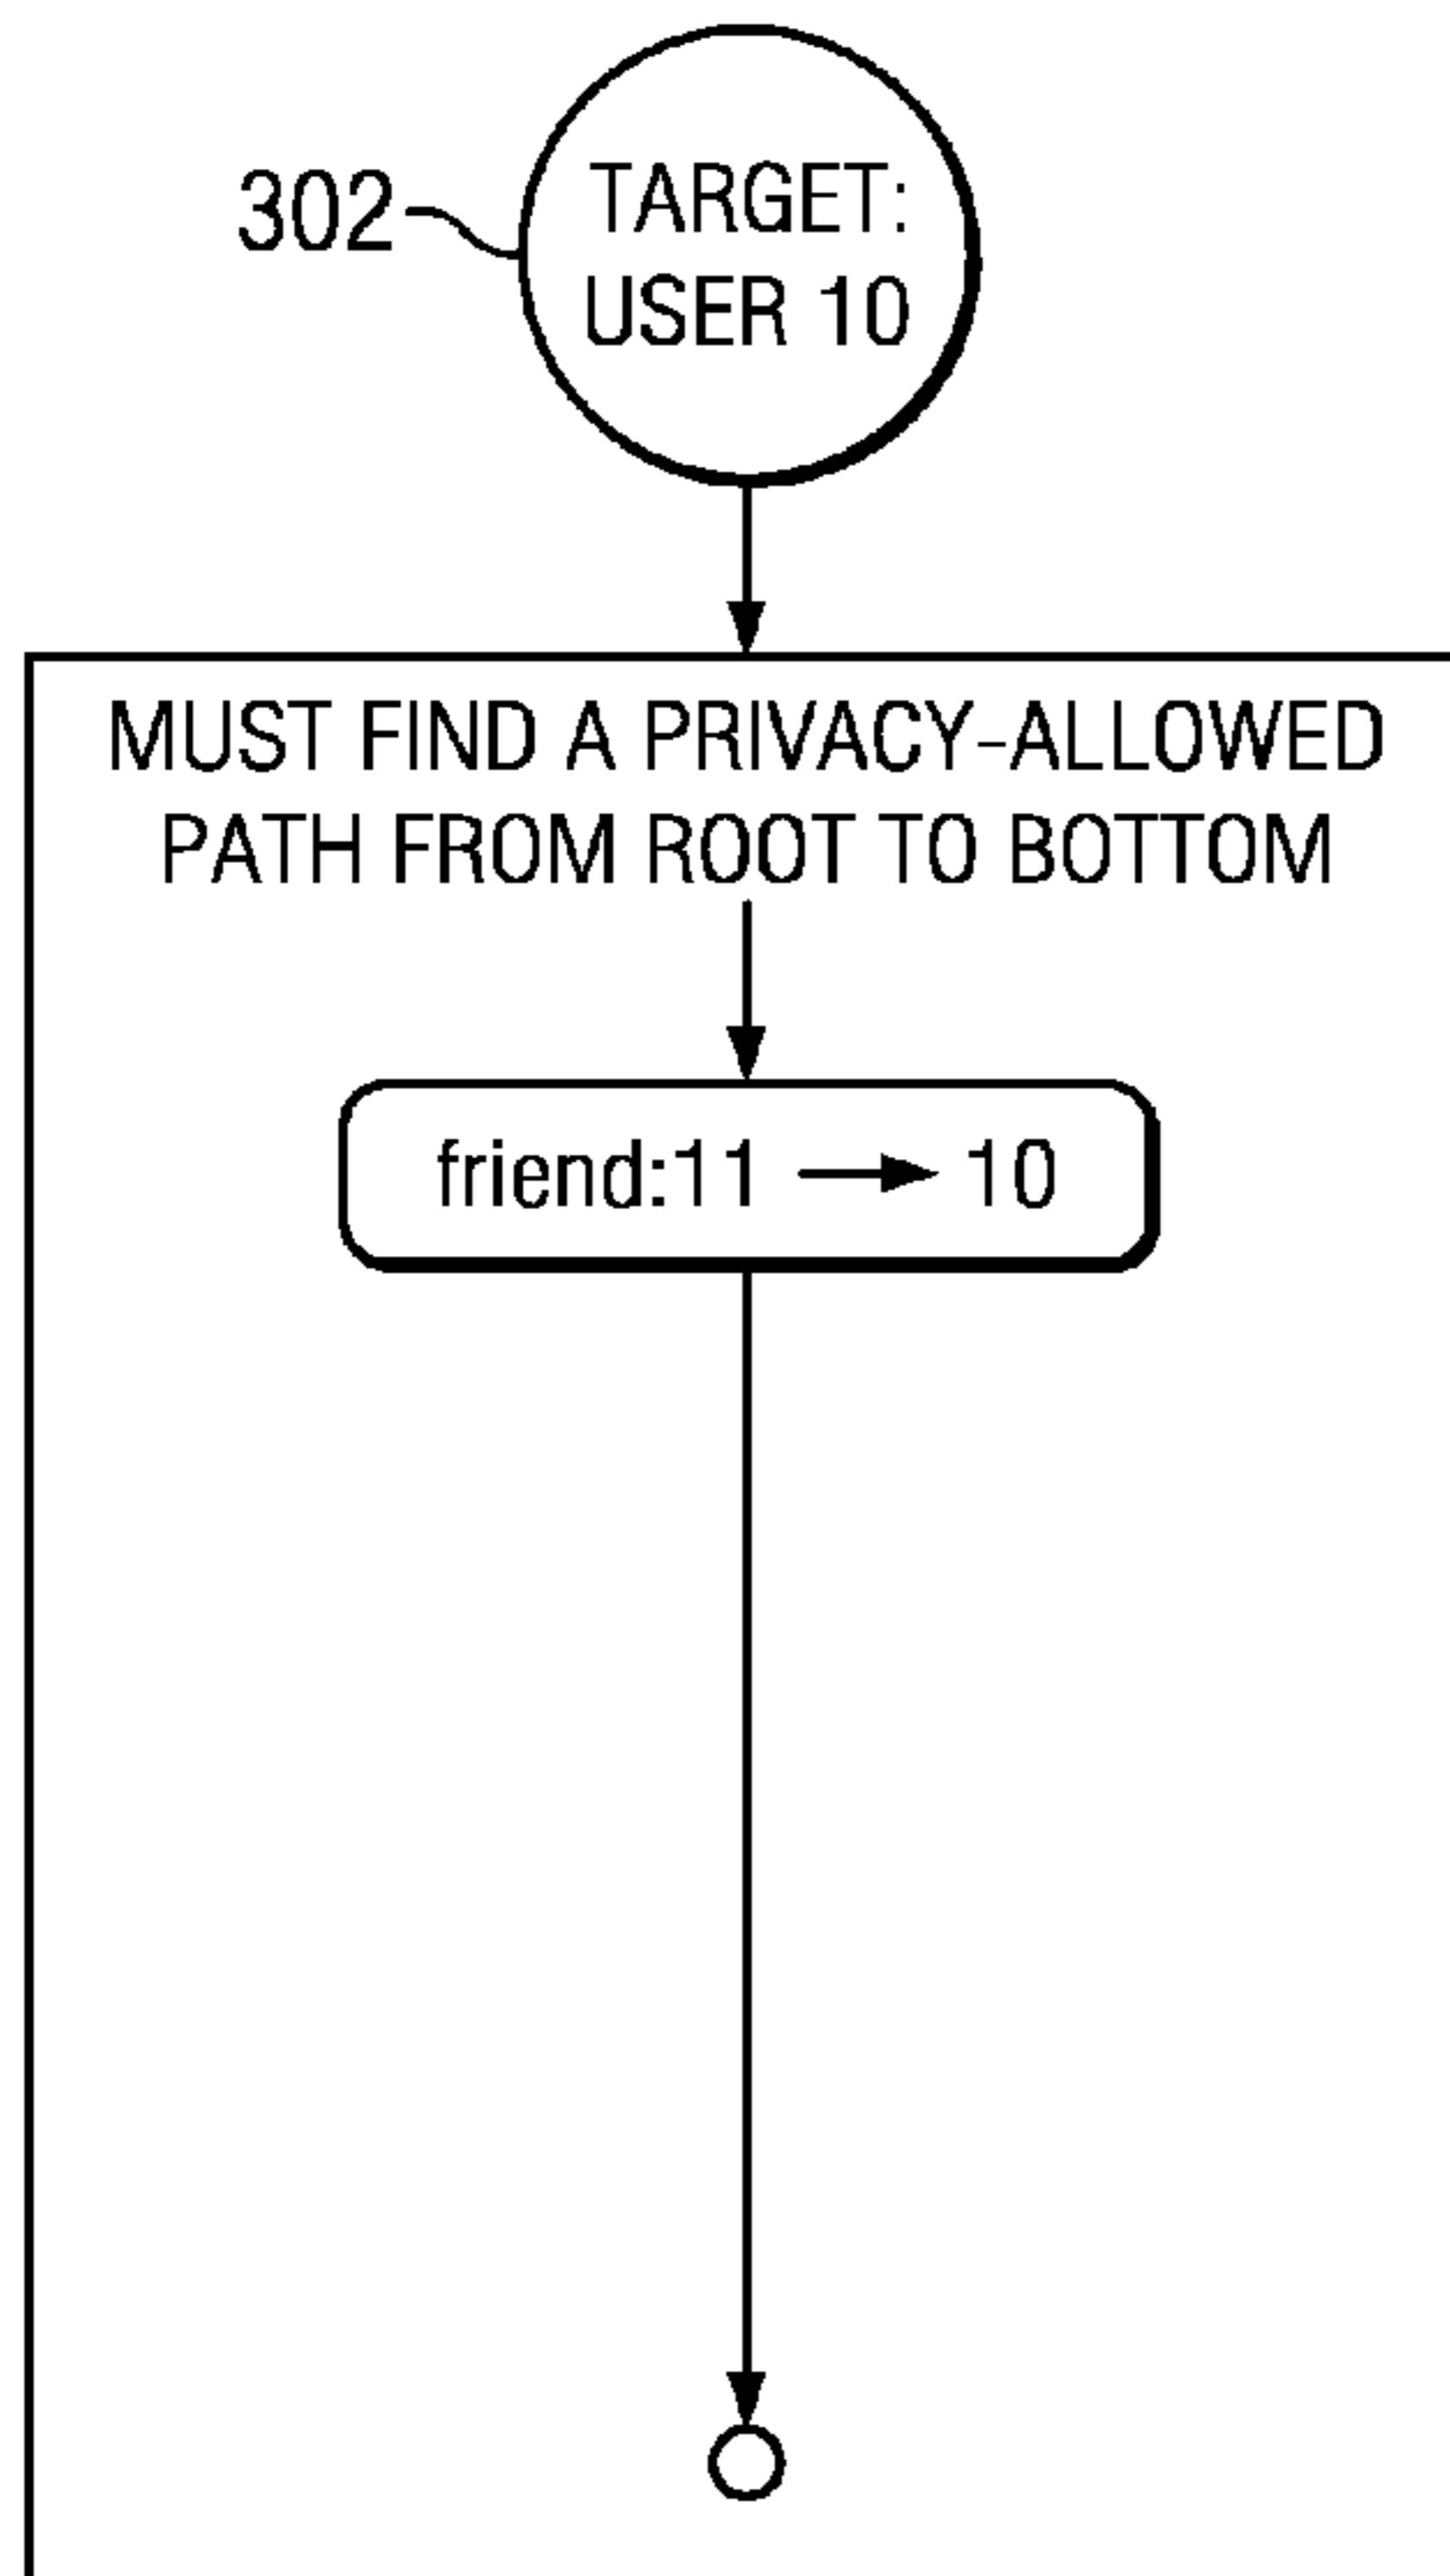 302
TARGET:
USER 10
MUST FIND A PRIVACY-ALLOWED
PATH FROM ROOT TO BOTTOM
friend:11 → 10